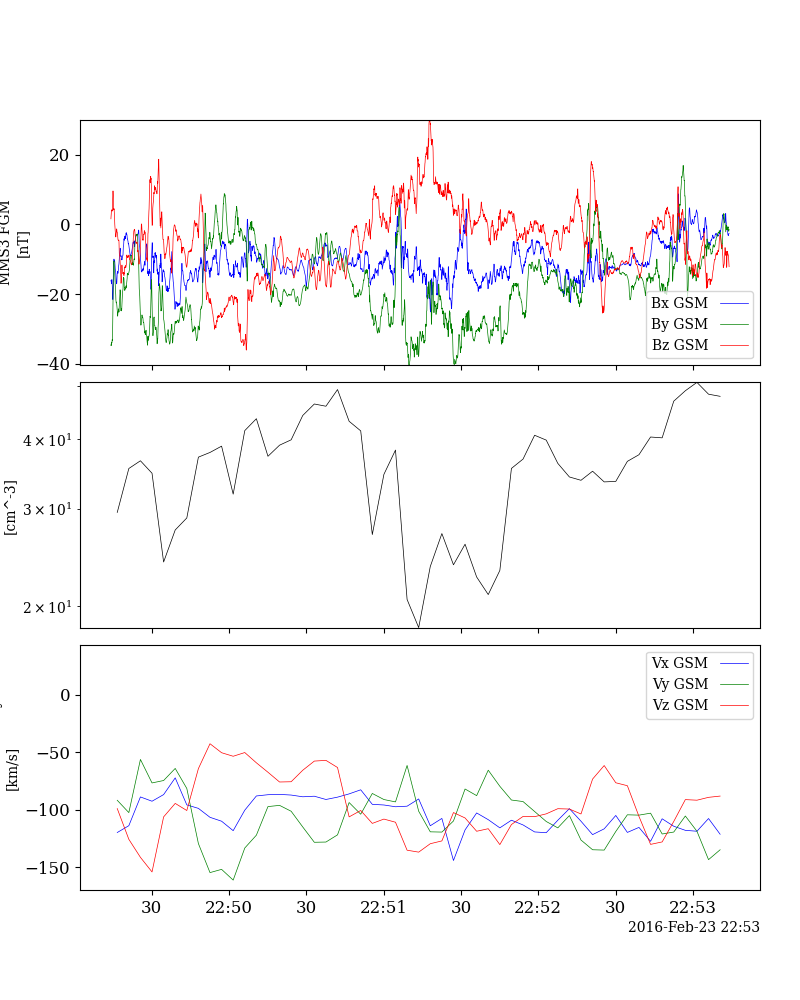 MMS3 FGM
[nT]
20
0
−20
−40
Bx GSM
By GSM
Bz GSM
[cm^-3]
4 × 10^1
3 × 10^1
2 × 10^1
[km/s]
0
−50
−100
−150
Vx GSM
Vy GSM
Vz GSM
30 22:50 30 22:51 30 22:52 30 22:53
2016-Feb-23 22:53